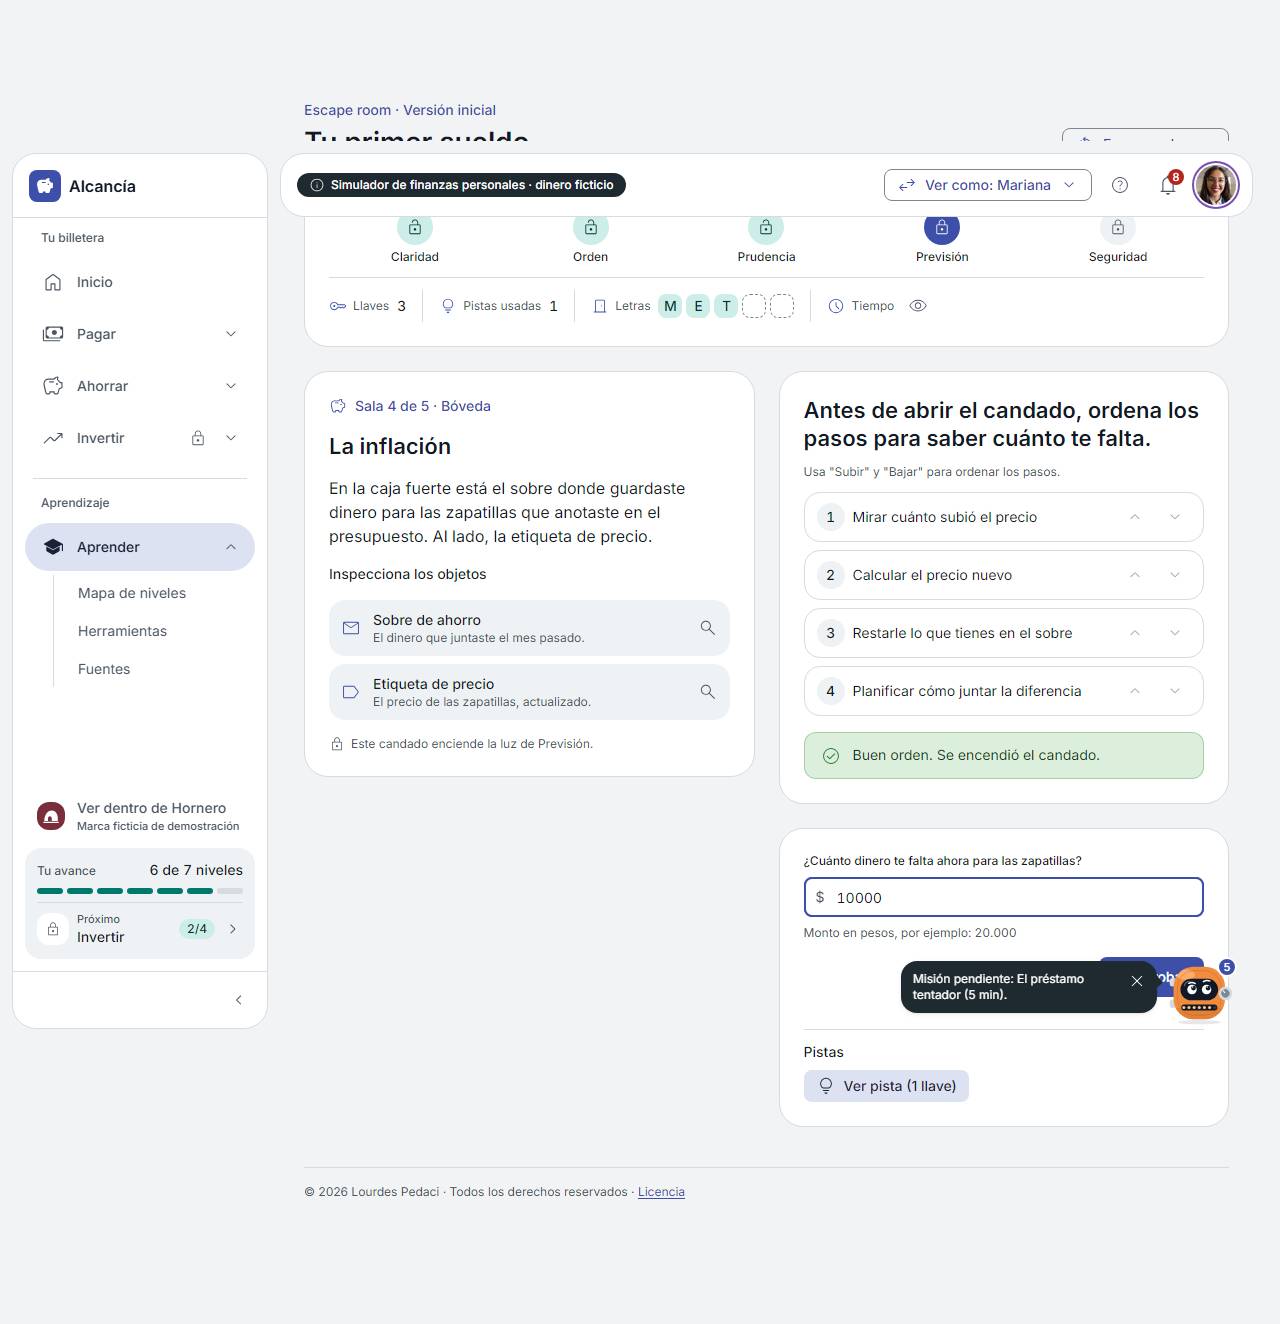 Escape room · Versión inicial
Tu primer sueldo
Alcancía
Simulador de finanzas personales · dinero ficticio
Ver como: Mariana
8
Tu billetera
Inicio
Pagar
Ahorrar
Invertir
Aprendizaje
Aprender
Mapa de niveles
Herramientas
Fuentes
Ver dentro de Hornero
Marca ficticia de demostración
Tu avance
6 de 7 niveles
Próximo
Invertir
2/4
Claridad
Orden
Prudencia
Previsión
Seguridad
Llaves 3
Pistas usadas 1
Letras M E T
Tiempo
Sala 4 de 5 · Bóveda
La inflación
En la caja fuerte está el sobre donde guardaste
dinero para las zapatillas que anotaste en el
presupuesto. Al lado, la etiqueta de precio.
Inspecciona los objetos
Sobre de ahorro
El dinero que juntaste el mes pasado.
Etiqueta de precio
El precio de las zapatillas, actualizado.
Este candado enciende la luz de Previsión.
Antes de abrir el candado, ordena los
pasos para saber cuánto te falta.
Usa "Subir" y "Bajar" para ordenar los pasos.
1 Mirar cuánto subió el precio
2 Calcular el precio nuevo
3 Restarle lo que tienes en el sobre
4 Planificar cómo juntar la diferencia
Buen orden. Se encendió el candado.
¿Cuánto dinero te falta ahora para las zapatillas?
$ 10000
Monto en pesos, por ejemplo: 20.000
Misión pendiente: El préstamo
tentador (5 min).
5
Pistas
Ver pista (1 llave)
© 2026 Lourdes Pedaci · Todos los derechos reservados · Licencia